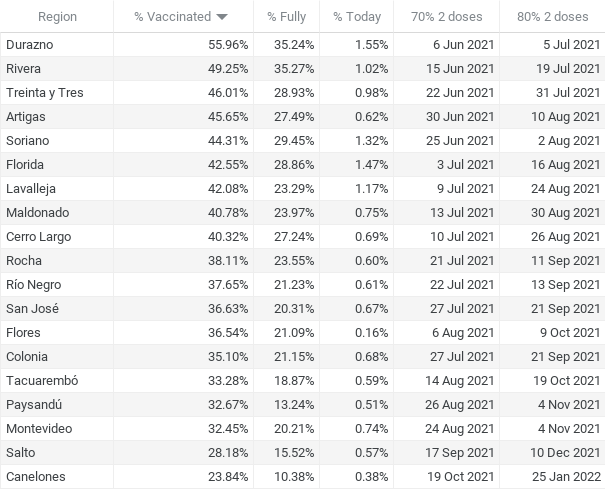 Region % Vaccinated % Fully % Today 70% 2 doses 80% 2 doses
Durazno 55.96% 35.24% 1.55% 6 Jun 2021 5 Jul 2021
Rivera 49.25% 35.27% 1.02% 15 Jun 2021 19 Jul 2021
Treinta y Tres 46.01% 28.93% 0.98% 22 Jun 2021 31 Jul 2021
Artigas 45.65% 27.49% 0.62% 30 Jun 2021 10 Aug 2021
Soriano 44.31% 29.45% 1.32% 25 Jun 2021 2 Aug 2021
Florida 42.55% 28.86% 1.47% 3 Jul 2021 16 Aug 2021
Lavalleja 42.08% 23.29% 1.17% 9 Jul 2021 24 Aug 2021
Maldonado 40.78% 23.97% 0.75% 13 Jul 2021 30 Aug 2021
Cerro Largo 40.32% 27.24% 0.69% 10 Jul 2021 26 Aug 2021
Rocha 38.11% 23.55% 0.60% 21 Jul 2021 11 Sep 2021
Río Negro 37.65% 21.23% 0.61% 22 Jul 2021 13 Sep 2021
San José 36.63% 20.31% 0.67% 27 Jul 2021 21 Sep 2021
Flores 36.54% 21.09% 0.16% 6 Aug 2021 9 Oct 2021
Colonia 35.10% 21.15% 0.68% 27 Jul 2021 21 Sep 2021
Tacuarembó 33.28% 18.87% 0.59% 14 Aug 2021 19 Oct 2021
Paysandú 32.67% 13.24% 0.51% 26 Aug 2021 4 Nov 2021
Montevideo 32.45% 20.21% 0.74% 24 Aug 2021 4 Nov 2021
Salto 28.18% 15.52% 0.57% 17 Sep 2021 10 Dec 2021
Canelones 23.84% 10.38% 0.38% 19 Oct 2021 25 Jan 2022